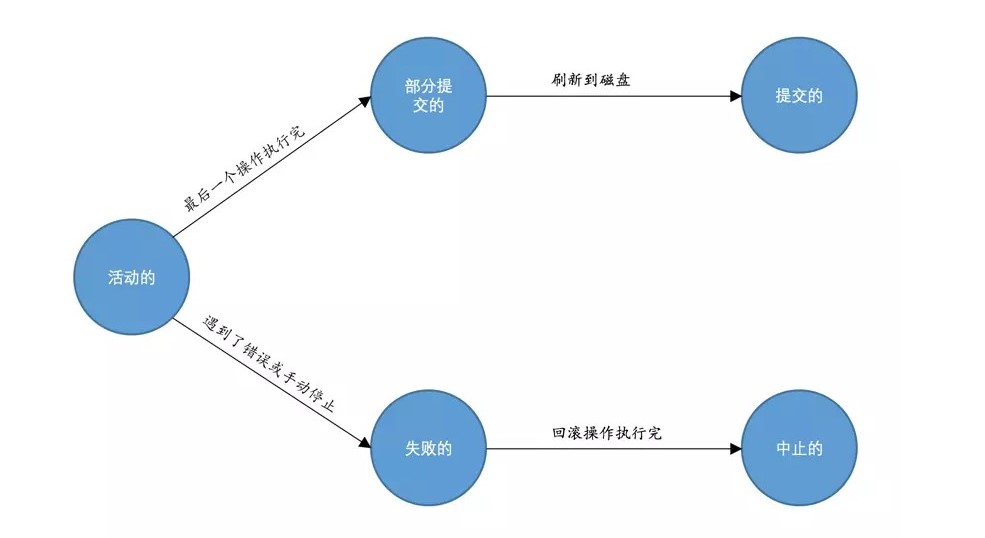 部分提
交的
刷新到磁盘
提交的
最后一个操作执行完
活动的
遇到了错误或手动停止
失败的
回滚操作执行完
中止的